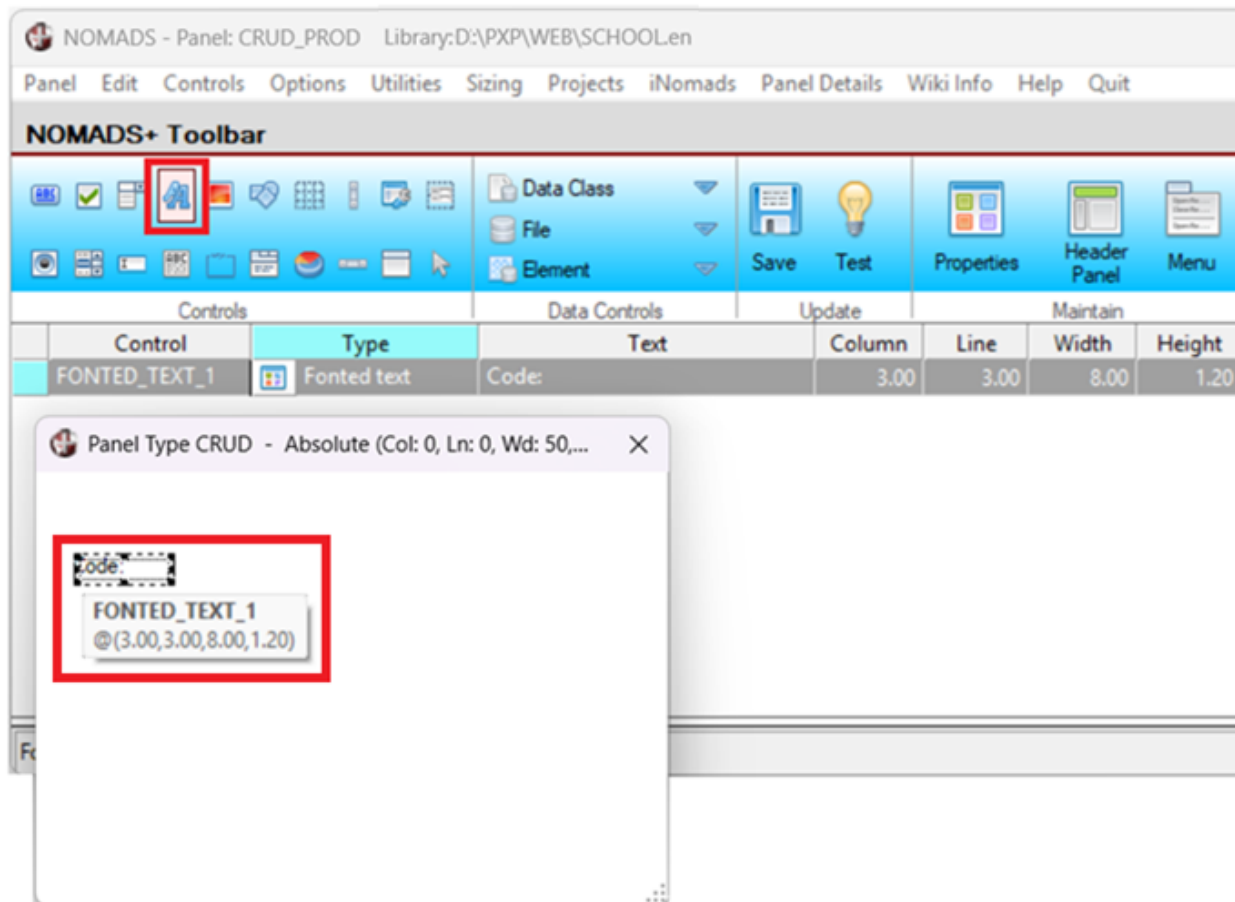 NOMADS - Panel: CRUD_PROD Library:D:\PXP\WEB\SCHOOL.en
Panel Edit Controls Options Utilities Sizing Projects iNomads Panel Details Wiki Info Help Quit
NOMADS+ Toolbar
ABC Data Class
File
ABC Element
Save Test Properties Header Panel Menu
Controls Data Controls Update Maintain
Control Type Text Column Line Width Height
FONTED_TEXT_1 Fonted text Code: 3.00 3.00 8.00 1.20
Panel Type CRUD - Absolute (Col: 0, Ln: 0, Wd: 50,...
Code:
FONTED_TEXT_1
@(3.00,3.00,8.00,1.20)